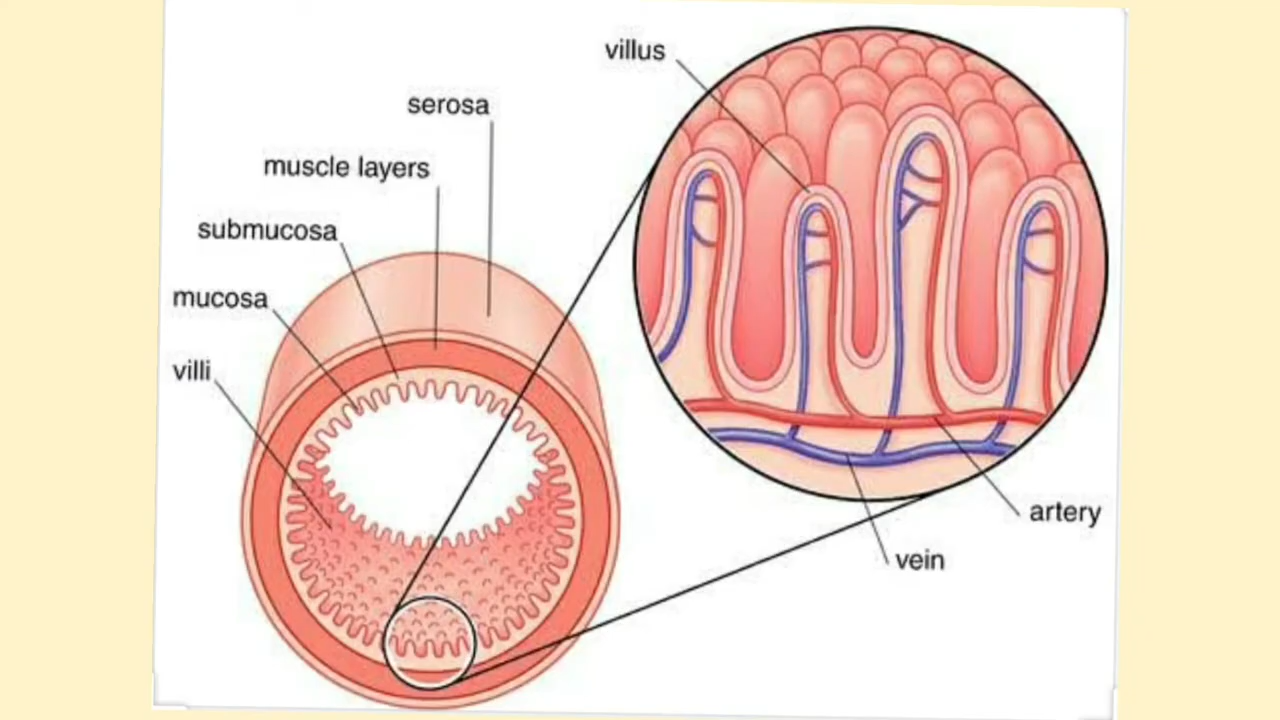 villus
serosa
muscle layers
submucosa
mucosa
villi
artery
vein